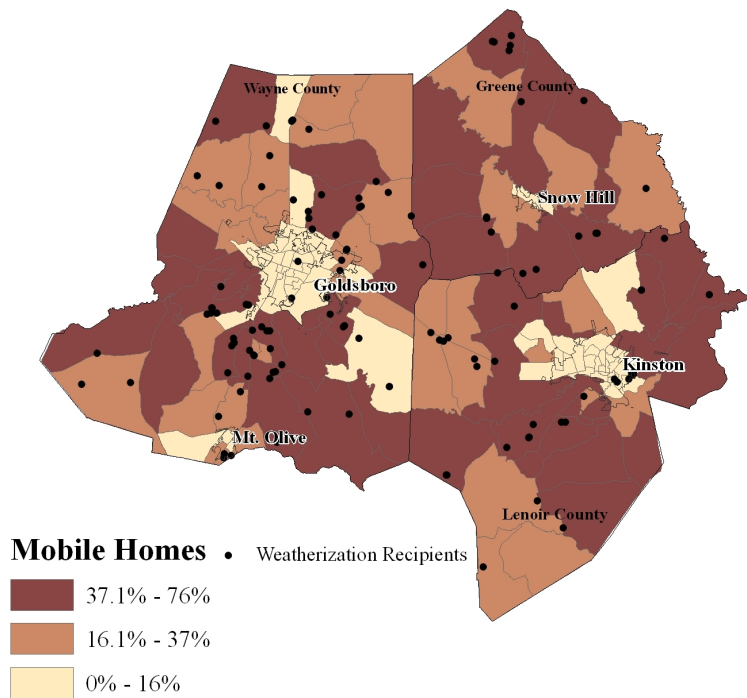 Wayne County
Greene County
Snow Hill
Goldsboro
Kinston
Mt. Olive
Lenoir County
Mobile Homes
Weatherization Recipients
37.1% - 76%
16.1% - 37%
0% - 16%